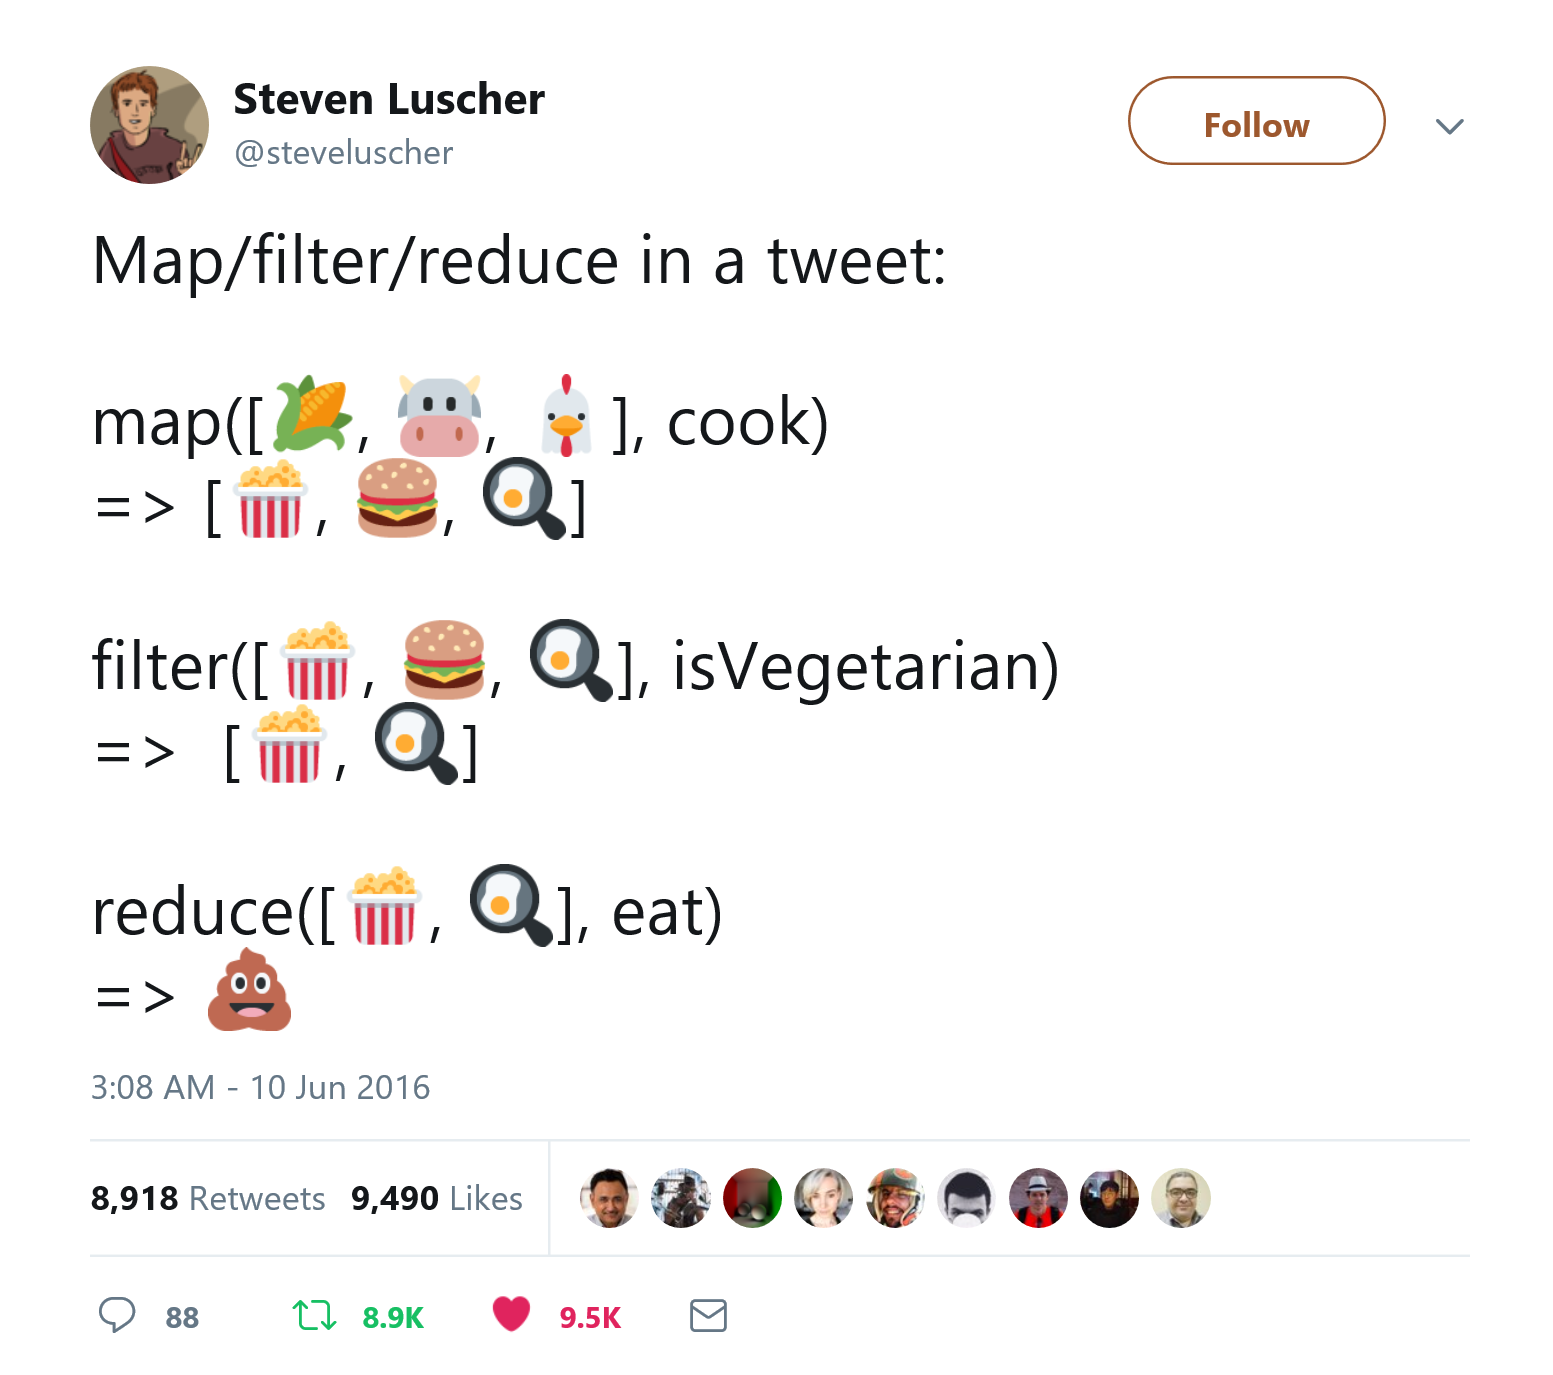 Steven Luscher
@steveluscher
Follow
Map/filter/reduce in a tweet:
map([🌽, 🐮, 🐔], cook)
=> [🍿, 🍔, 🍳]
filter([🍿, 🍔, 🍳], isVegetarian)
=>  [🍿, 🍳]
reduce([🍿, 🍳], eat)
=> 💩
3:08 AM - 10 Jun 2016
8,918 Retweets 9,490 Likes
88 8.9K 9.5K